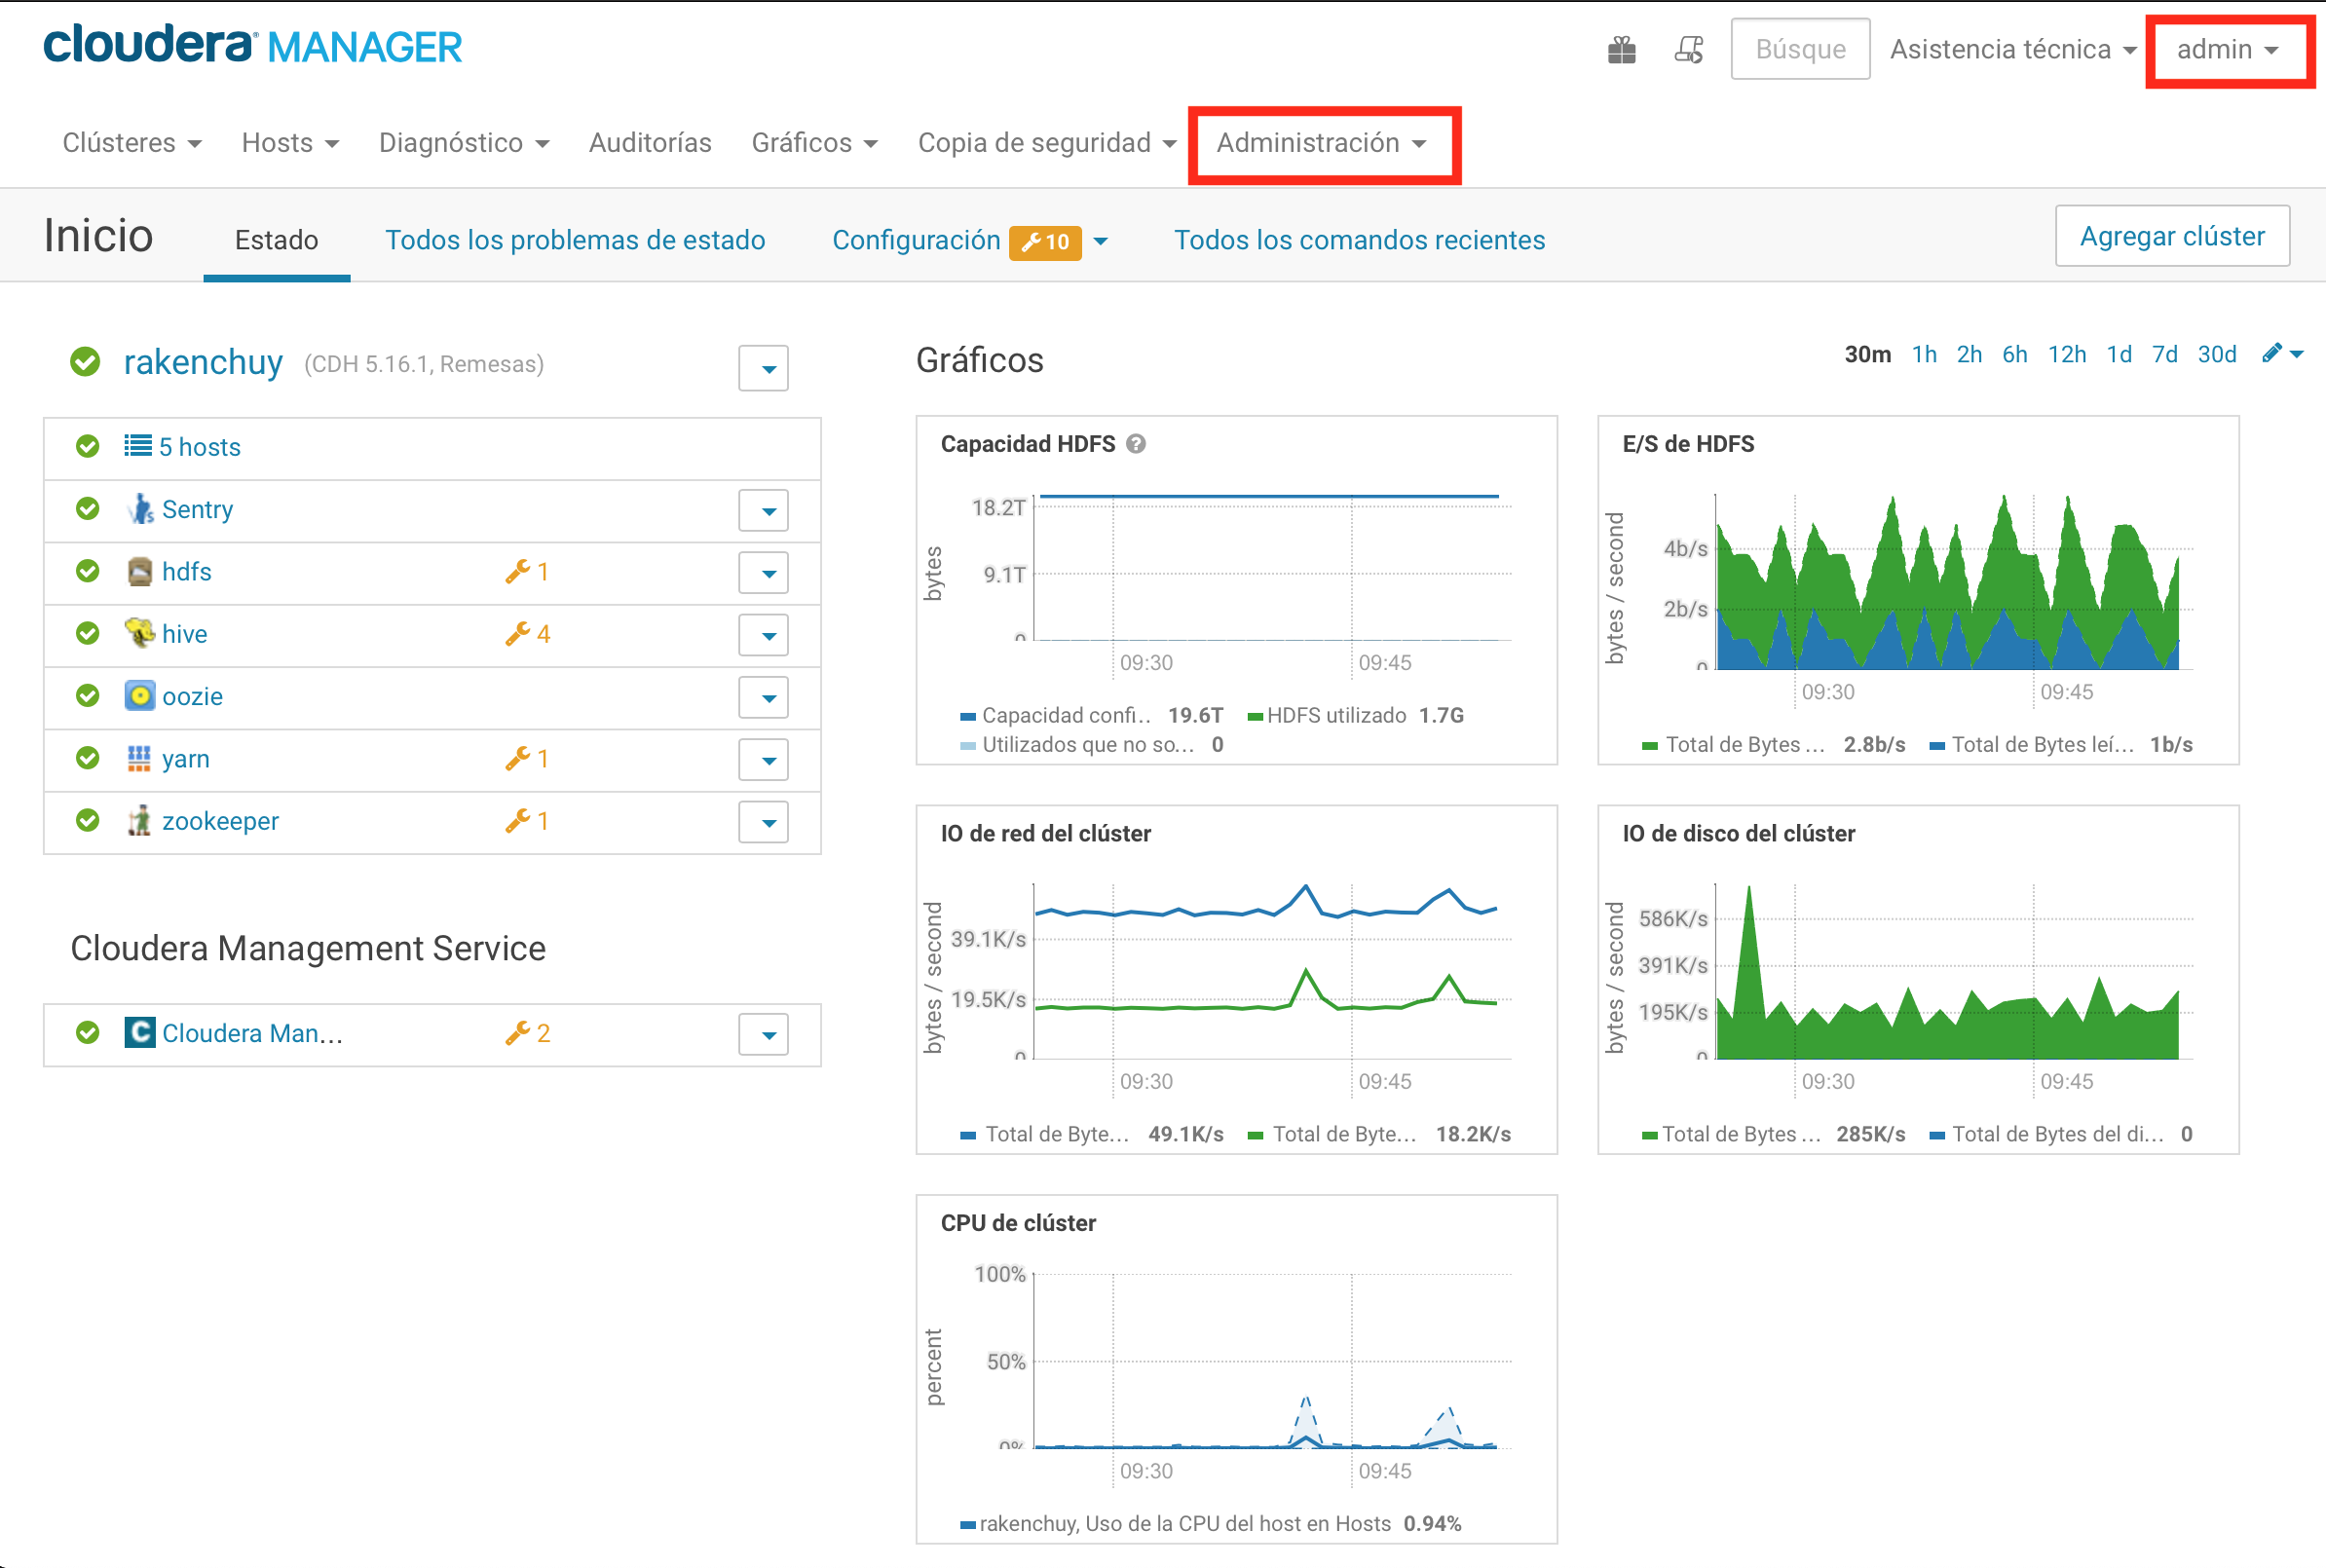 cloudera MANAGER
Búsque Asistencia técnica admin
Clústeres Hosts Diagnóstico Auditorías Gráficos Copia de seguridad Administración
Inicio Estado Todos los problemas de estado Configuración 10 Todos los comandos recientes Agregar clúster
rakenchuy (CDH 5.16.1, Remesas)
5 hosts
Sentry
hdfs 1
hive 4
oozie
yarn 1
zookeeper 1
Cloudera Management Service
Cloudera Man... 2
Gráficos
30m 1h 2h 6h 12h 1d 7d 30d
Capacidad HDFS ?
bytes
18.2T
9.1T
0
09:30 09:45
Capacidad confi... 19.6T HDFS utilizado 1.7G
Utilizados que no so... 0
E/S de HDFS
bytes / second
4b/s
2b/s
0
09:30 09:45
Total de Bytes ... 2.8b/s Total de Bytes leí... 1b/s
IO de red del clúster
bytes / second
39.1K/s
19.5K/s
0
09:30 09:45
Total de Byte... 49.1K/s Total de Byte... 18.2K/s
IO de disco del clúster
bytes / second
586K/s
391K/s
195K/s
0
09:30 09:45
Total de Bytes ... 285K/s Total de Bytes del di... 0
CPU de clúster
percent
100%
50%
0%
09:30 09:45
rakenchuy, Uso de la CPU del host en Hosts 0.94%